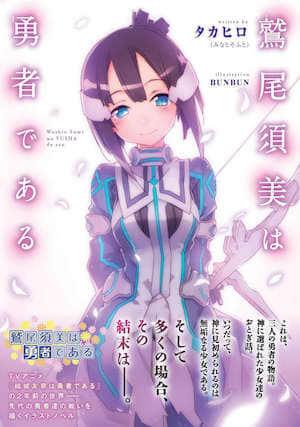 鷲尾須美は
勇者である
written by
タカヒロ
(みなとそふと)
illustration
BUNBUN
Washio Sumi
wa YUSHA
de aru
これは、
三人の勇者の物語。
神に選ばれた少女達の
おとぎ話。
いつだって、
神に見初められるのは
無垢なる少女である。
そして
多くの場合、
その
結末は――。
鷲尾須美は
勇者である
TVアニメ
「結城友奈は勇者である」
の2年前の世界――
先代の勇者達の戦いを
描くイラストノベル